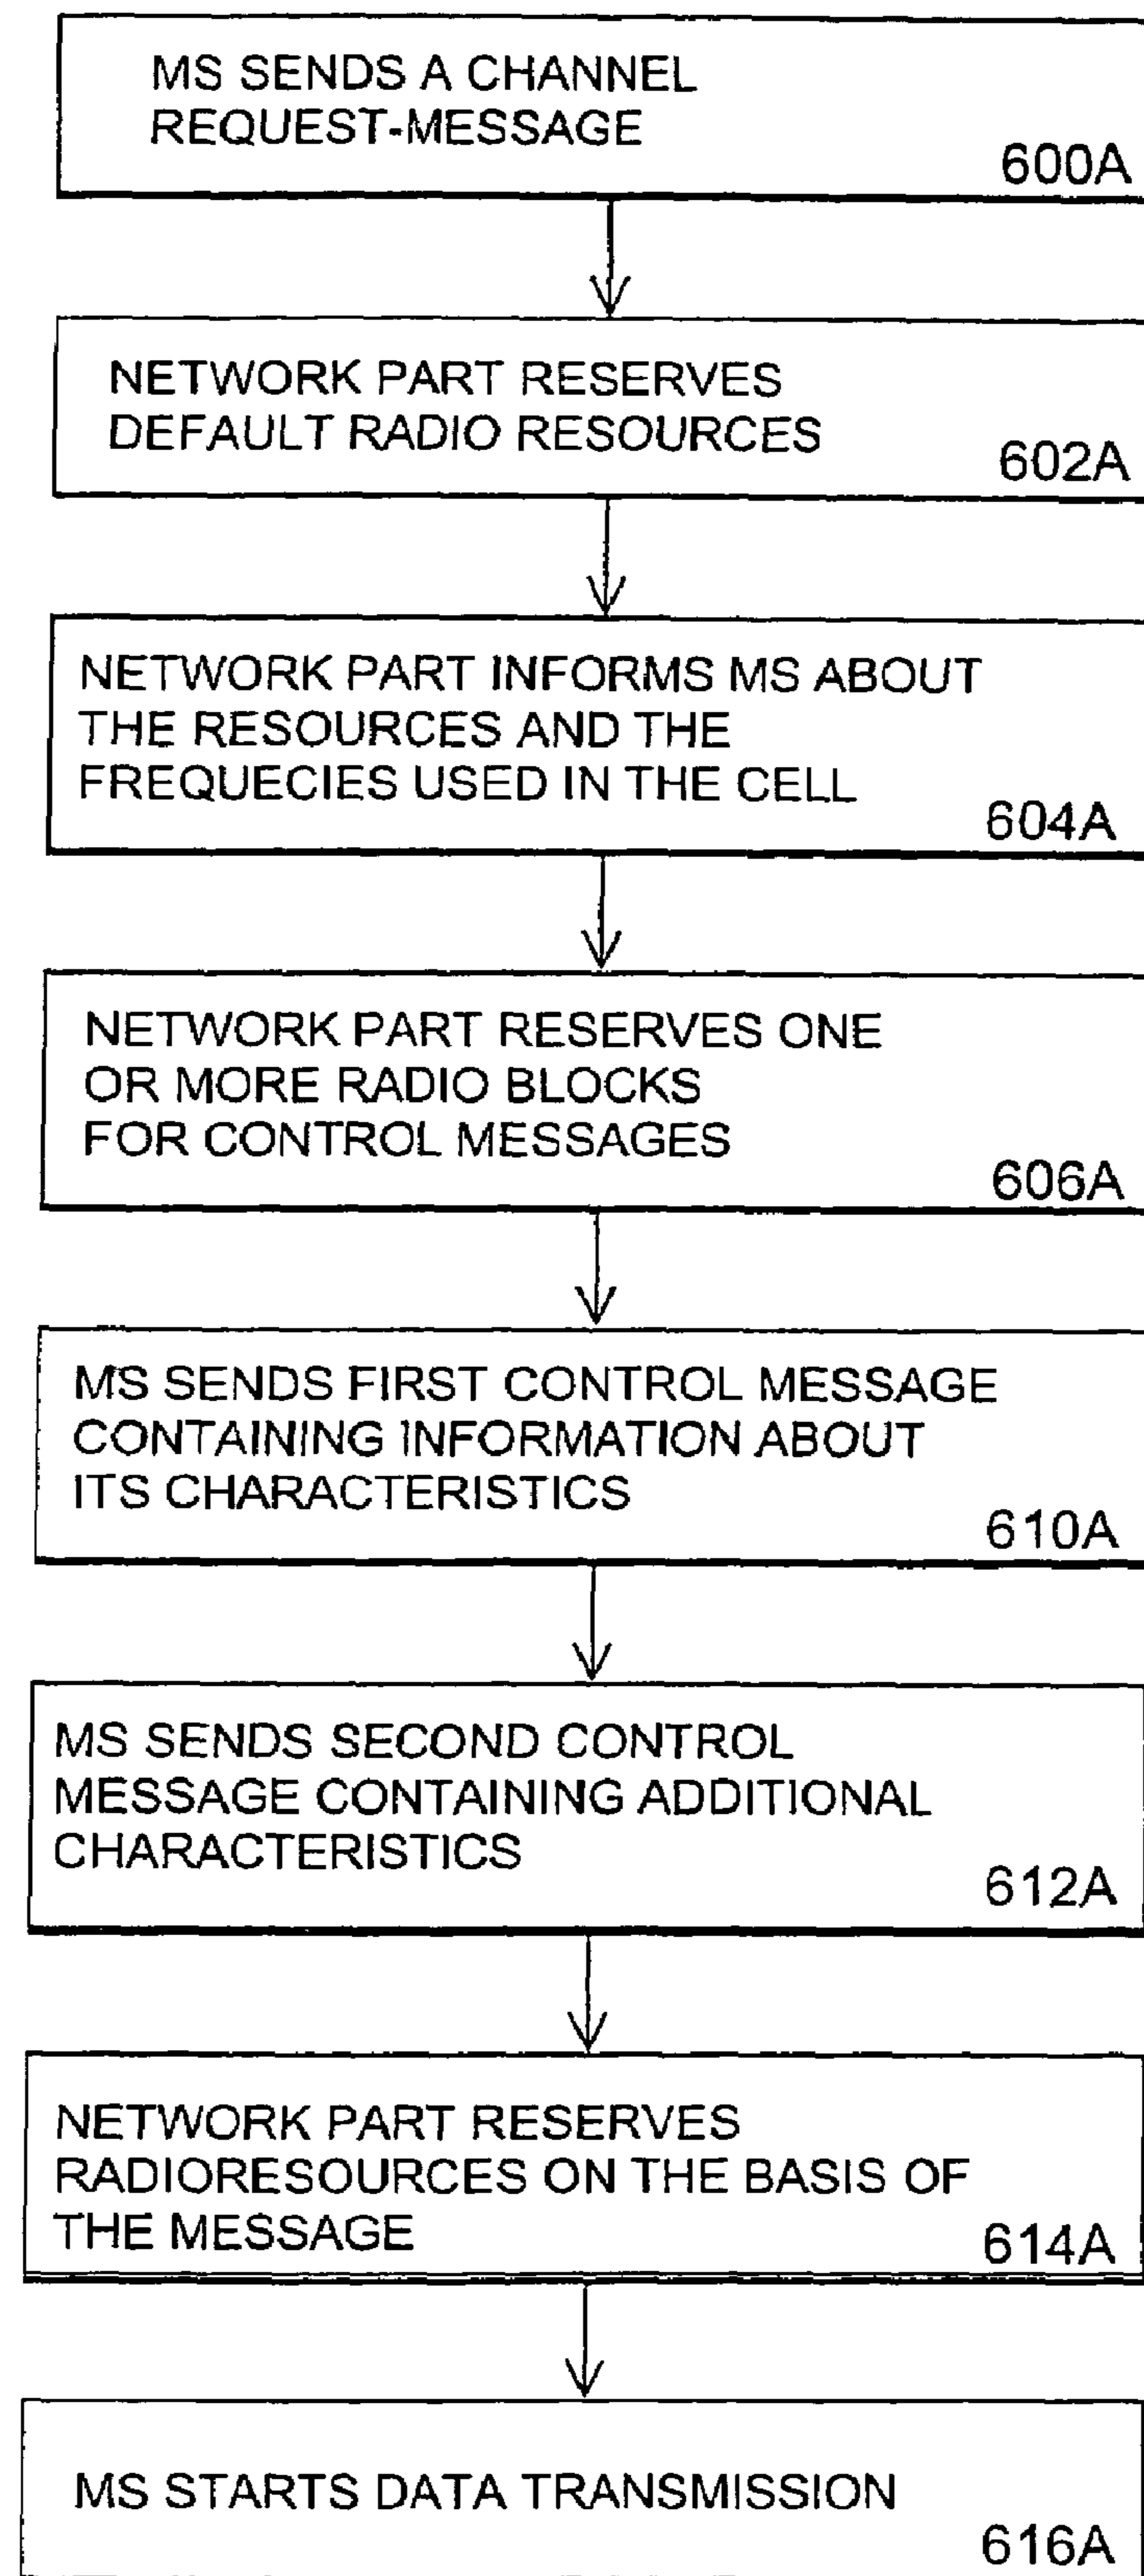 MS SENDS A CHANNEL
REQUEST-MESSAGE
600A
NETWORK PART RESERVES
DEFAULT RADIO RESOURCES
602A
NETWORK PART INFORMS MS ABOUT
THE RESOURCES AND THE
FREQUECIES USED IN THE CELL
604A
NETWORK PART RESERVES ONE
OR MORE RADIO BLOCKS
FOR CONTROL MESSAGES
606A
MS SENDS FIRST CONTROL MESSAGE
CONTAINING INFORMATION ABOUT
ITS CHARACTERISTICS
610A
MS SENDS SECOND CONTROL
MESSAGE CONTAINING ADDITIONAL
CHARACTERISTICS
612A
NETWORK PART RESERVES
RADIORESOURCES ON THE BASIS OF
THE MESSAGE
614A
MS STARTS DATA TRANSMISSION
616A